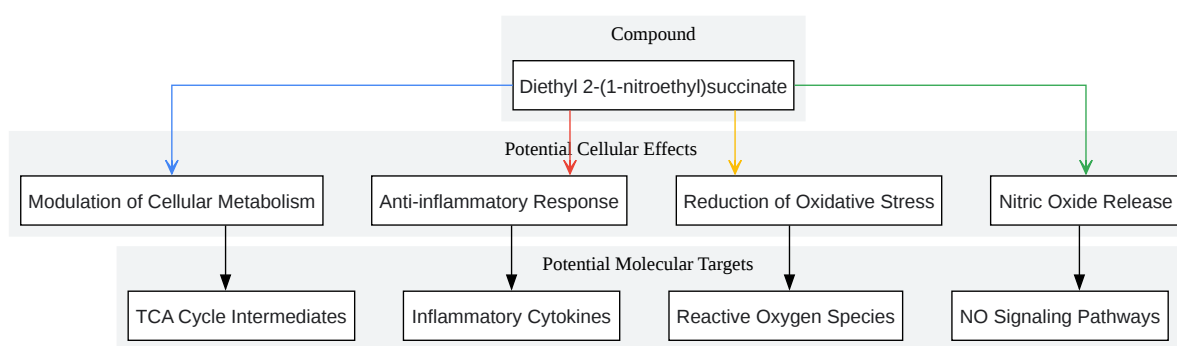 Compound
Diethyl 2-(1-nitroethyl)succinate
Potential Cellular Effects
Modulation of Cellular Metabolism
Anti-inflammatory Response
Reduction of Oxidative Stress
Nitric Oxide Release
Potential Molecular Targets
TCA Cycle Intermediates
Inflammatory Cytokines
Reactive Oxygen Species
NO Signaling Pathways